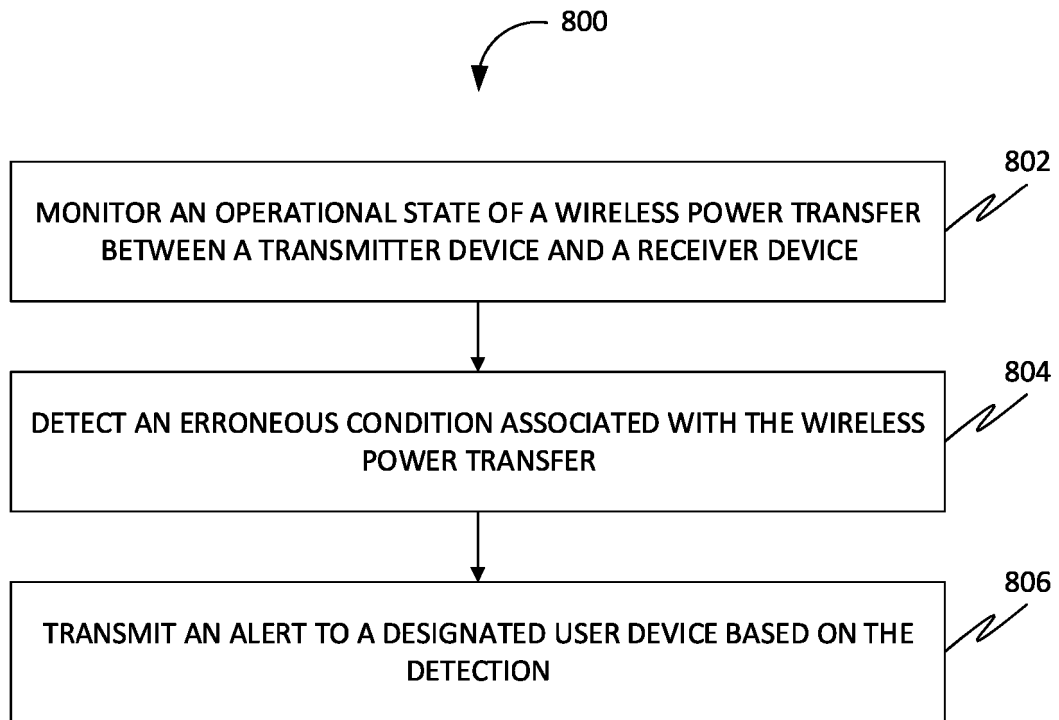 800
802
MONITOR AN OPERATIONAL STATE OF A WIRELESS POWER TRANSFER
BETWEEN A TRANSMITTER DEVICE AND A RECEIVER DEVICE
804
DETECT AN ERRONEOUS CONDITION ASSOCIATED WITH THE WIRELESS
POWER TRANSFER
806
TRANSMIT AN ALERT TO A DESIGNATED USER DEVICE BASED ON THE
DETECTION